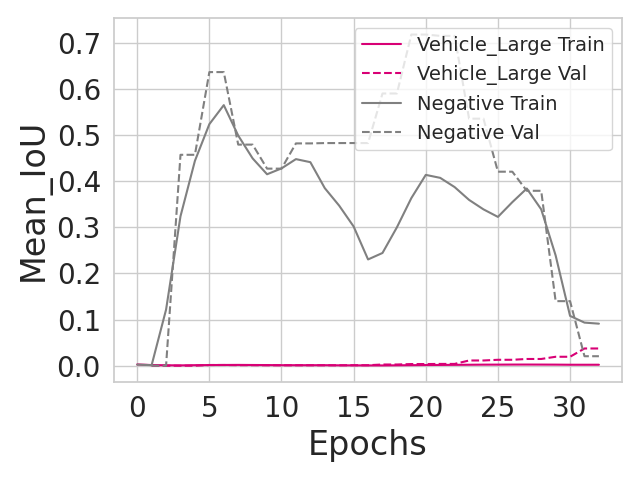 Mean_IoU
0.7
0.6
0.5
0.4
0.3
0.2
0.1
0.0
Vehicle_Large Train
Vehicle_Large Val
Negative Train
Negative Val
0 5 10 15 20 25 30
Epochs